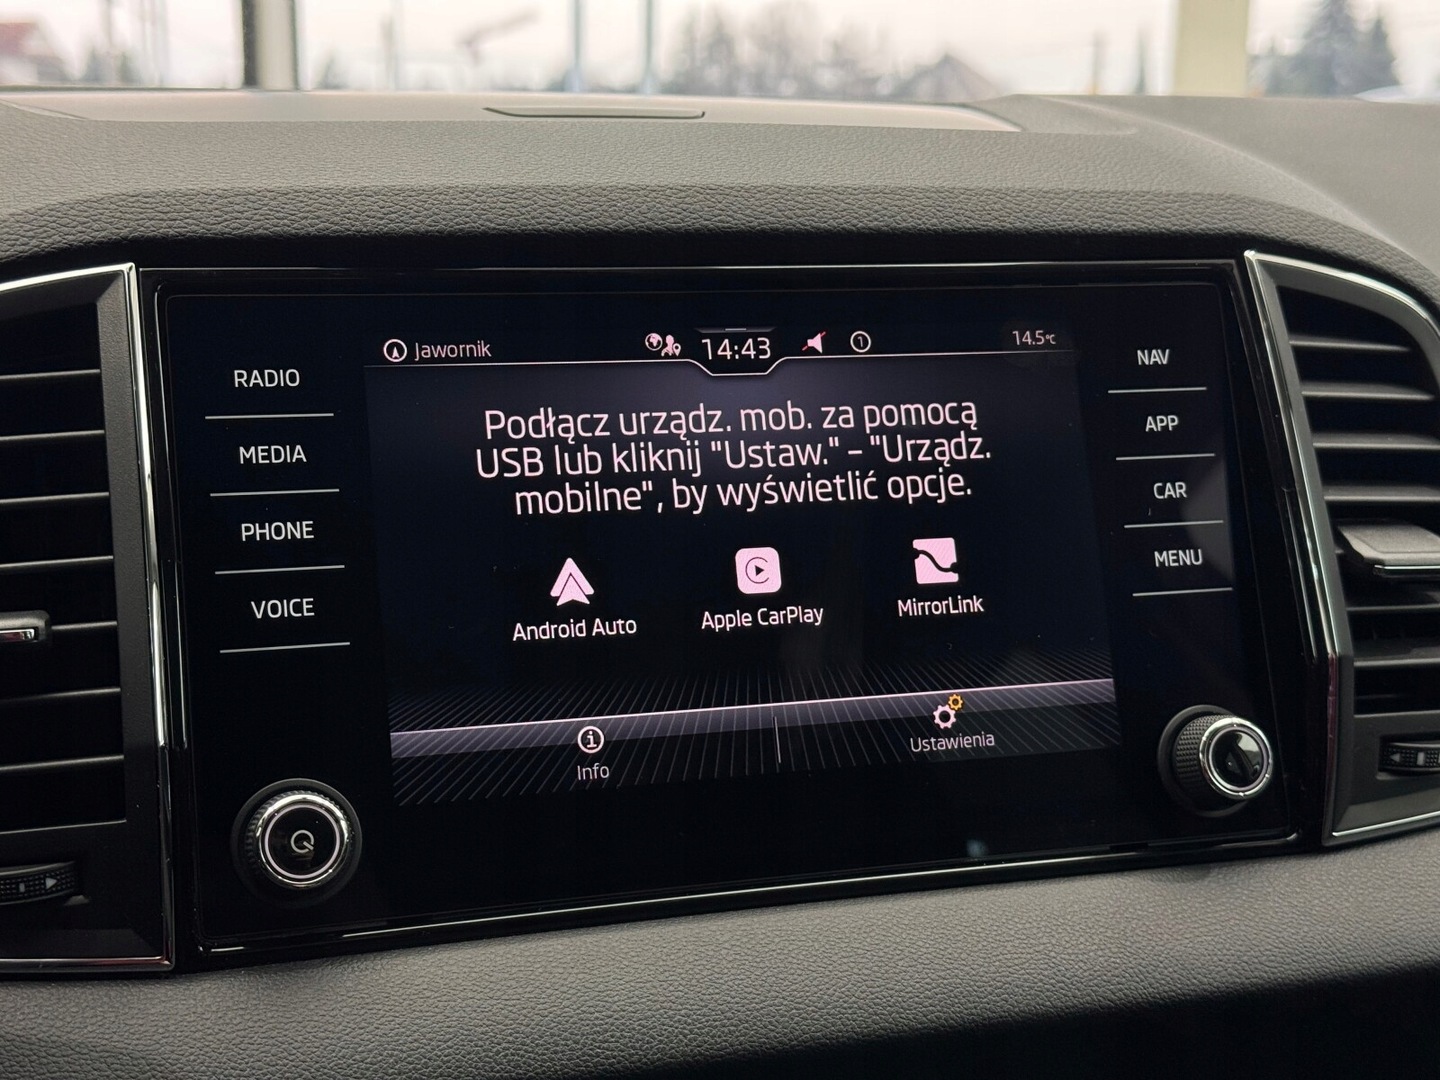 Jawornik
14:43
1
14.5°C
RADIO
MEDIA
PHONE
VOICE
Podłącz urządz. mob. za pomocą
USB lub kliknij "Ustaw." – "Urządz.
mobilne", by wyświetlić opcje.
Android Auto
Apple CarPlay
MirrorLink
Info
Ustawienia
NAV
APP
CAR
MENU